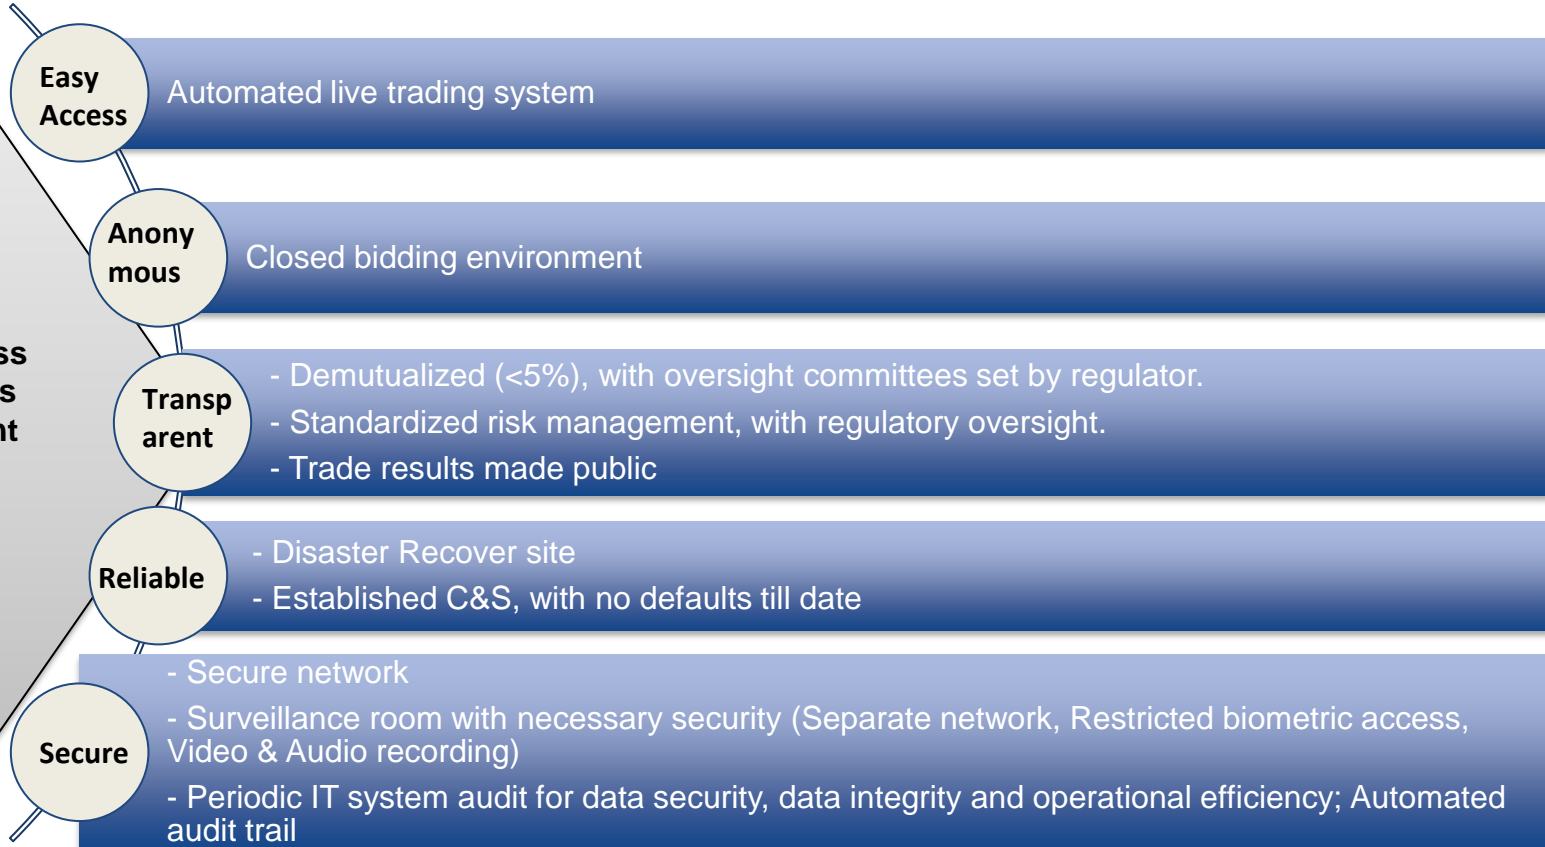 Easy
Access
Automated live trading system
Anony
mous
Closed bidding environment
Transp
arent
- Demutualized (<5%), with oversight committees set by regulator.
- Standardized risk management, with regulatory oversight.
- Trade results made public
Reliable
- Disaster Recover site
- Established C&S, with no defaults till date
Secure
- Secure network
- Surveillance room with necessary security (Separate network, Restricted biometric access,
Video & Audio recording)
- Periodic IT system audit for data security, data integrity and operational efficiency; Automated
audit trail